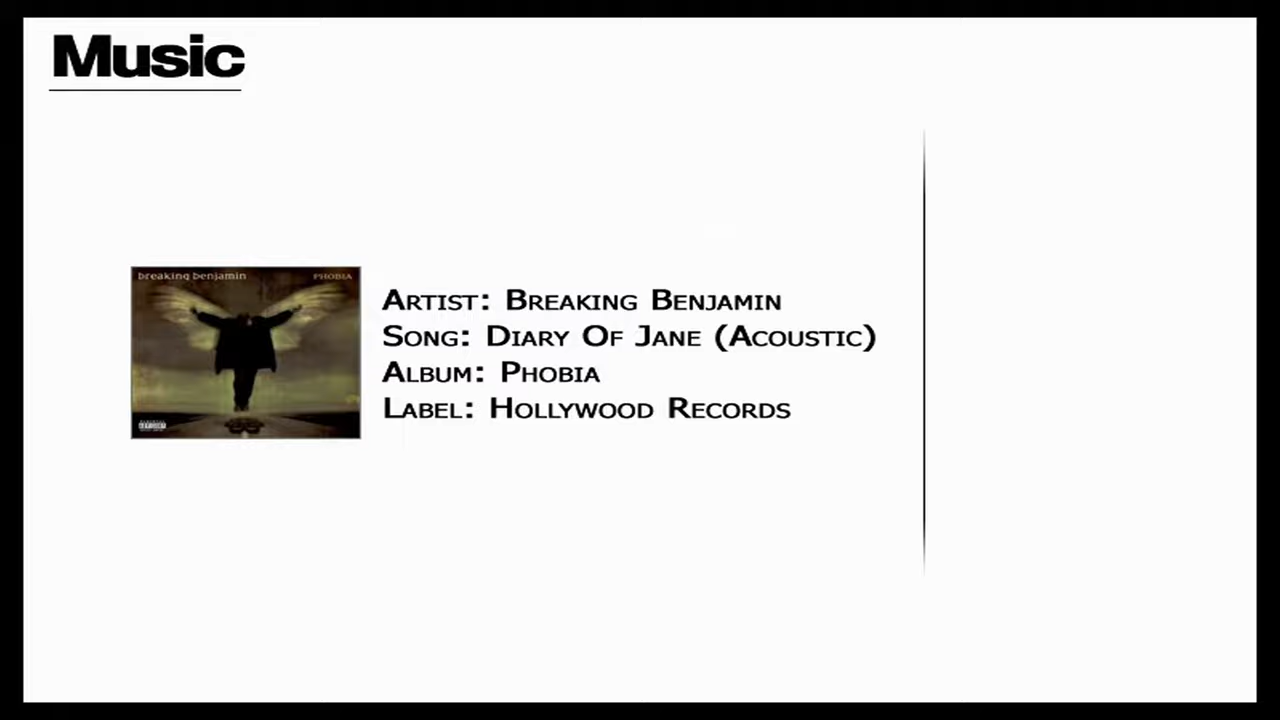 Music
breaking benjamin PHOBIA
Artist: Breaking Benjamin
Song: Diary Of Jane (Acoustic)
Album: Phobia
Label: Hollywood Records